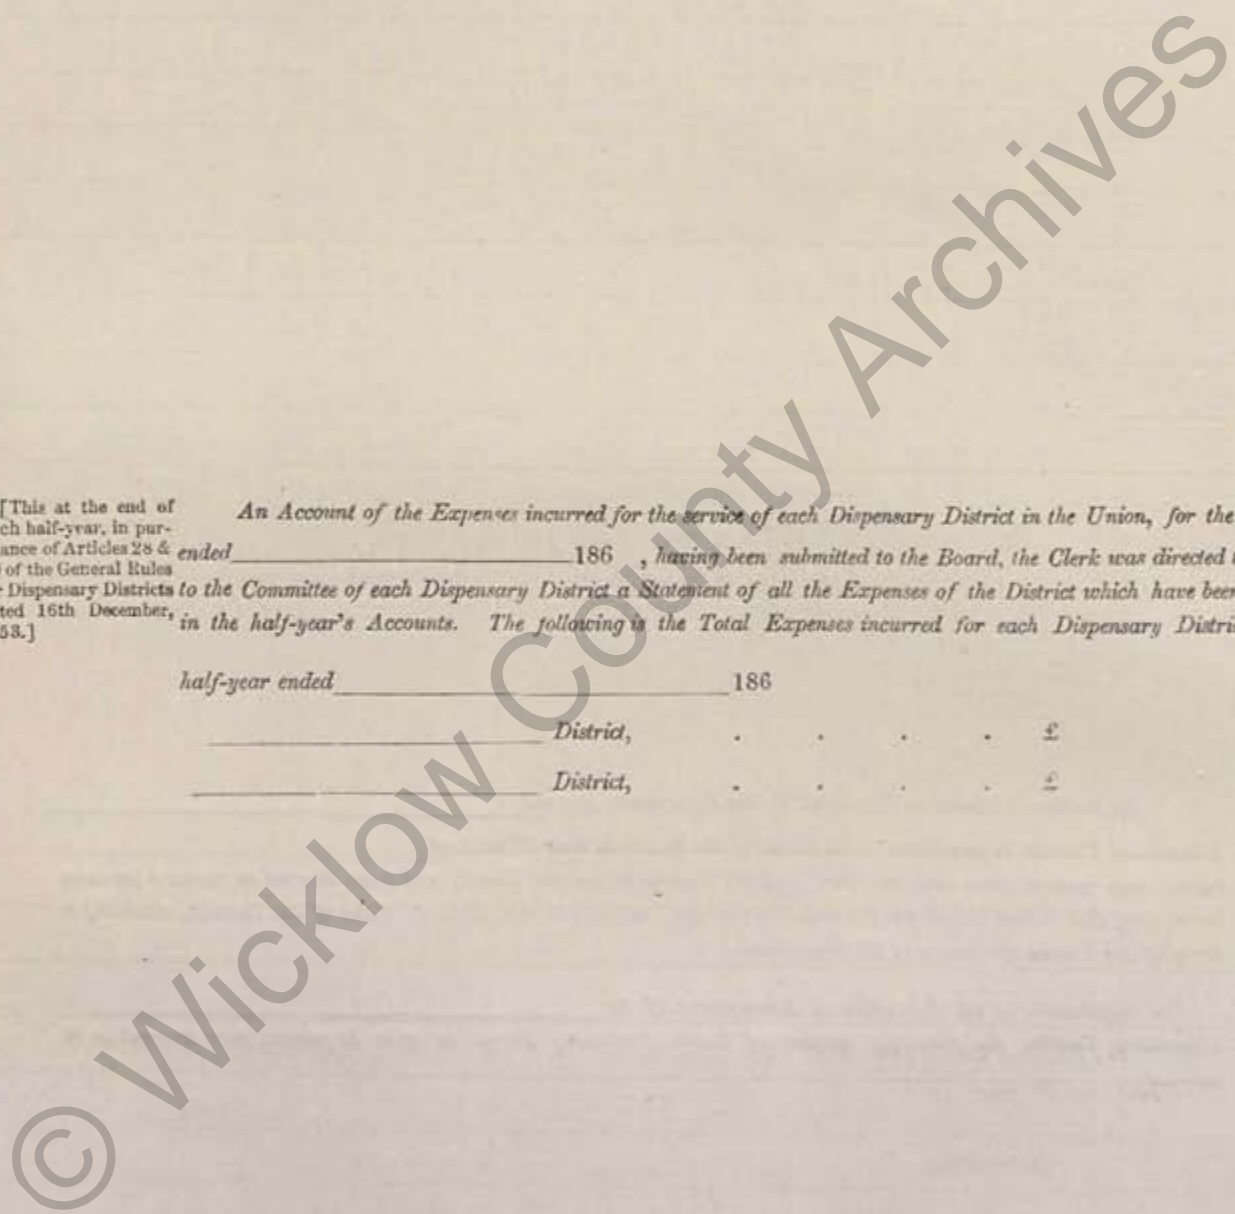 [This at the end of
ch half-year, in pur-
ance of Articles 28 &
of the General Rules
Dispensary Districts
ted 16th December,
53.]
An Account of the Expenses incurred for the service of each Dispensary District in the Union, for the
ended 186 , having been submitted to the Board, the Clerk was directed
to the Committee of each Dispensary District a Statement of all the Expenses of the District which have been
in the half-year's Accounts. The following is the Total Expenses incurred for each Dispensary Distri
half-year ended 186
District, . . . . £
District, . . . . £
© Wicklow County Archives